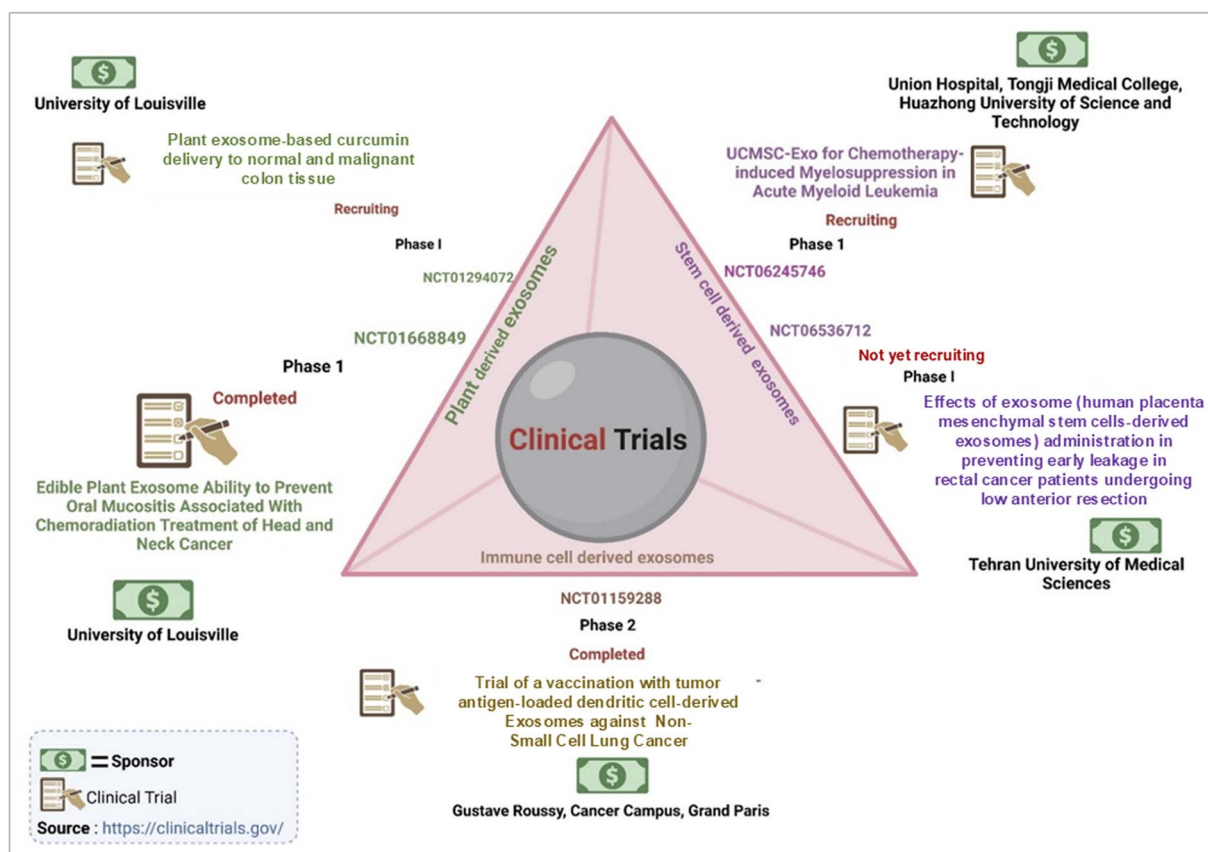 University of Louisville
Plant exosome-based curcumin
delivery to normal and malignant
colon tissue
Recruiting
Phase I
NCT01294072
NCT01668849
Phase 1
Completed
Edible Plant Exosome Ability to Prevent
Oral Mucositis Associated With
Chemoradiation Treatment of Head and
Neck Cancer
University of Louisville
Plant derived exosomes
Union Hospital, Tongji Medical College,
Huazhong University of Science and
Technology
UCMSC-Exo for Chemotherapy-
induced Myelosuppression in
Acute Myeloid Leukemia
Recruiting
Phase 1
NCT06245746
Stem cell derived exosomes
NCT06536712
Not yet recruiting
Phase I
Effects of exosome (human placenta
mesenchymal stem cells-derived
exosomes) administration in
preventing early leakage in
rectal cancer patients undergoing
low anterior resection
Tehran University of Medical
Sciences
Clinical Trials
Immune cell derived exosomes
NCT01159288
Phase 2
Completed
Trial of a vaccination with tumor
antigen-loaded dendritic cell-derived
Exosomes against Non-
Small Cell Lung Cancer
Gustave Roussy, Cancer Campus, Grand Paris
= Sponsor
Clinical Trial
Source : https://clinicaltrials.gov/